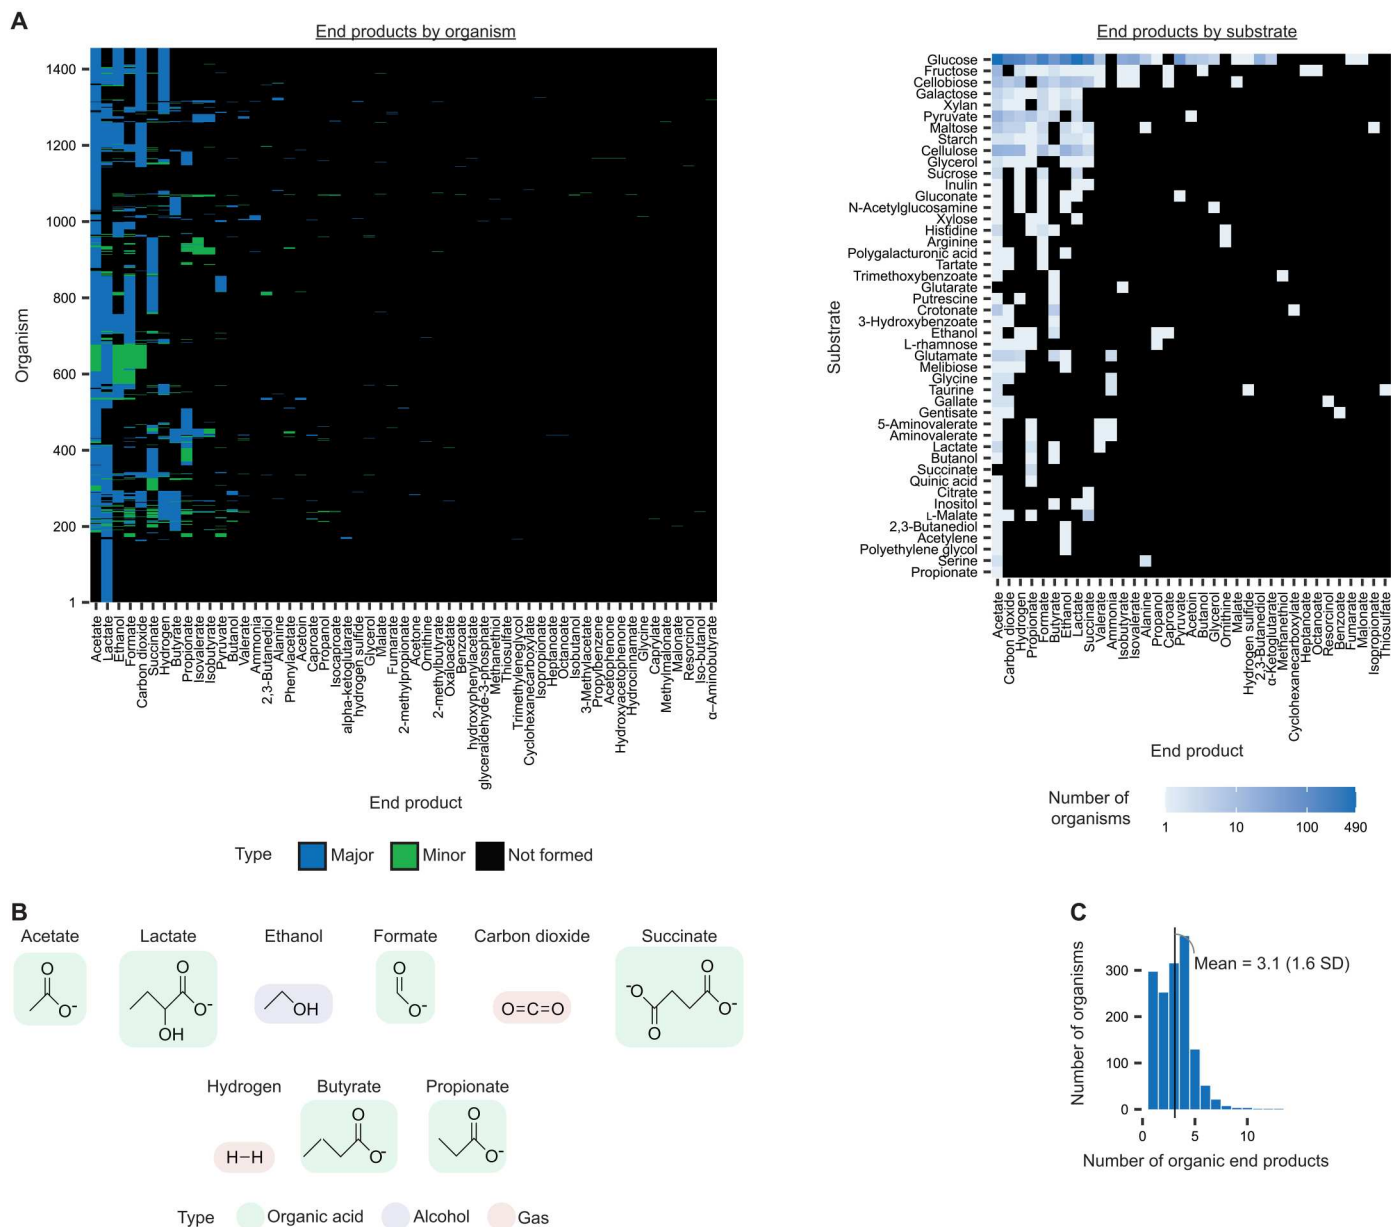 A
End products by organism
1400
1200
1000
800
600
400
200
1
Organism
Acetate
Lactate
Ethanol
Formate
Carbon dioxide
Succinate
Hydrogen
Butyrate
Propionate
Isovalerate
Isobutyrate
Pyruvate
Butanol
Valerate
Ammonia
2,3-Butanediol
Alanine
Phenylacetate
Acetoin
Caproate
Propanol
Isocaproate
alpha-ketoglutarate
hydrogen sulfide
Glycerol
Malate
Fumarate
2-methylpropionate
Acetone
Ornithine
2-methylbutyrate
Oxaloacetate
Benzoate
hydroxyphenylacetate
glyceraldehyde-3-phosphate
Methanethiol
Thiosulfate
Trimethyleneglycol
Cyclohexanecarboxylate
Isopropionate
Heptanoate
Octanoate
Isobutanol
3-Methylacetate
Propylbenzene
Acetophenone
Hydroxyacetophenone
Hydrocinnamate
Glycine
Caprylate
Methylmalonate
Malonate
Resorcinol
Iso-butanol
α–Aminobutyrate
End product
Type Major Minor Not formed
End products by substrate
Substrate
Glucose
Fructose
Cellobiose
Galactose
Xylan
Pyruvate
Maltose
Starch
Cellulose
Glycerol
Sucrose
Inulin
Gluconate
N-Acetylglucosamine
Xylose
Histidine
Arginine
Polygalacturonic acid
Tartate
Trimethoxybenzoate
Glutarate
Putrescine
Crotonate
3-Hydroxybenzoate
Ethanol
L-rhamnose
Glutamate
Melibiose
Glycine
Taurine
Gallate
Gentisate
5-Aminovalerate
Aminovalerate
Lactate
Butanol
Succinate
Quinic acid
Citrate
Inositol
L-Malate
2,3-Butanediol
Acetylene
Polyethylene glycol
Serine
Propionate
Acetate
Carbon dioxide
Hydrogen
Propionate
Formate
Butyrate
Ethanol
Lactate
Succinate
Valerate
Ammonia
Isobutyrate
Isovalerate
Alanine
Propanol
Caproate
Pyruvate
Acetoin
Butanol
Glycerol
Ornithine
Malate
Hydrogen sulfide
2,3-Butanediol
α-Ketoglutarate
Methanethiol
Cyclohexanecarboxylate
Heptanoate
Octanoate
Resorcinol
Benzoate
Fumarate
Malonate
Isopropionate
Thiosulfate
End product
Number of
organisms
1 10 100 490
B
Acetate Lactate Ethanol Formate Carbon dioxide Succinate
O O⁻
O O⁻ OH
OH
O O⁻
O=C=O
⁻O O O O⁻
Hydrogen Butyrate Propionate
H–H
O O⁻
O O⁻
Type Organic acid Alcohol Gas
C
Number of organisms
300
200
100
0
Mean = 3.1 (1.6 SD)
0 5 10
Number of organic end products